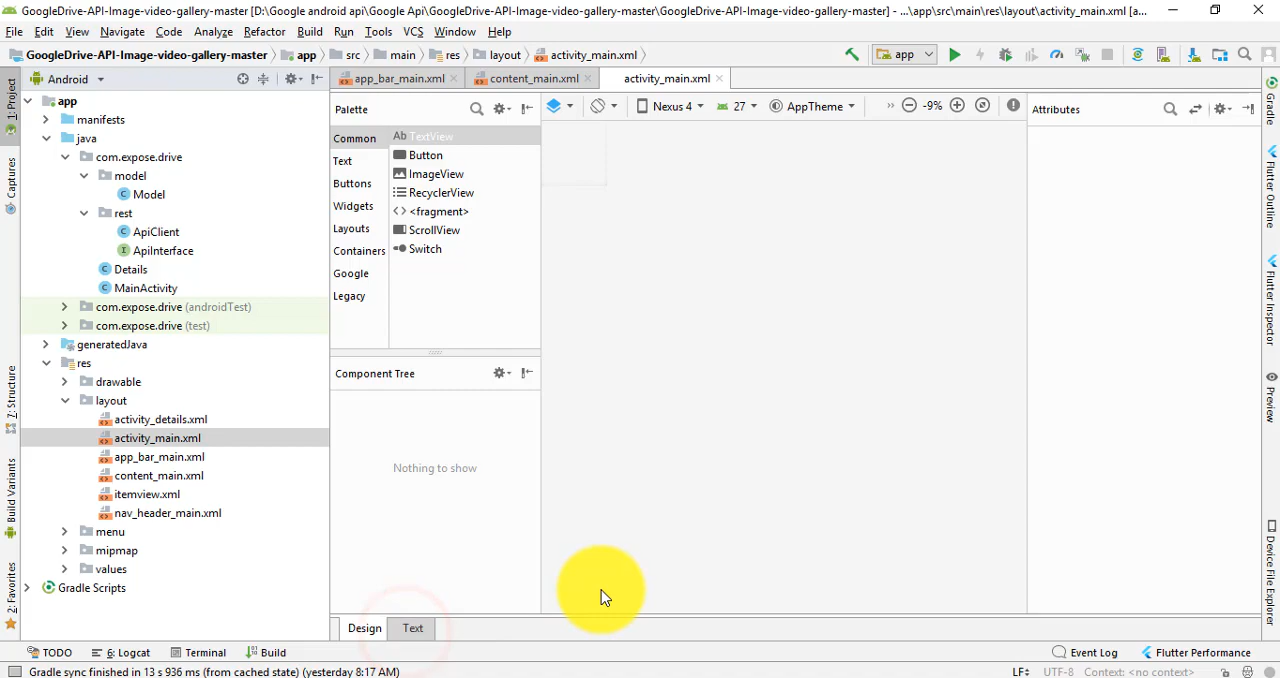 GoogleDrive-API-Image-video-gallery-master [D:\Google android api\Google Api\GoogleDrive-API-Image-video-gallery-master\GoogleDrive-API-Image-video-gallery-master] - ...\app\src\main\res\layout\activity_main.xml [a...
File Edit View Navigate Code Analyze Refactor Build Run Tools VCS Window Help
GoogleDrive-API-Image-video-gallery-master app src main res layout activity_main.xml app
Android app_bar_main.xml content_main.xml activity_main.xml
Palette Nexus 4 27 AppTheme » -9% Attributes
1: Project
Captures
7: Structure
Build Variants
2: Favorites
app
manifests
java
com.expose.drive
model
Model
rest
ApiClient
ApiInterface
Details
MainActivity
com.expose.drive (androidTest)
com.expose.drive (test)
generatedJava
res
drawable
layout
activity_details.xml
activity_main.xml
app_bar_main.xml
content_main.xml
itemview.xml
nav_header_main.xml
menu
mipmap
values
Gradle Scripts
Common
Text
Buttons
Widgets
Layouts
Containers
Google
Legacy
Ab TextView
Button
ImageView
RecyclerView
<> <fragment>
ScrollView
Switch
Component Tree
Nothing to show
Design Text
Gradle
Flutter Outline
Flutter Inspector
Preview
Device File Explorer
TODO 6: Logcat Terminal Build Event Log Flutter Performance
Gradle sync finished in 13 s 936 ms (from cached state) (yesterday 8:17 AM) LF÷ UTF-8 Context: <no context>